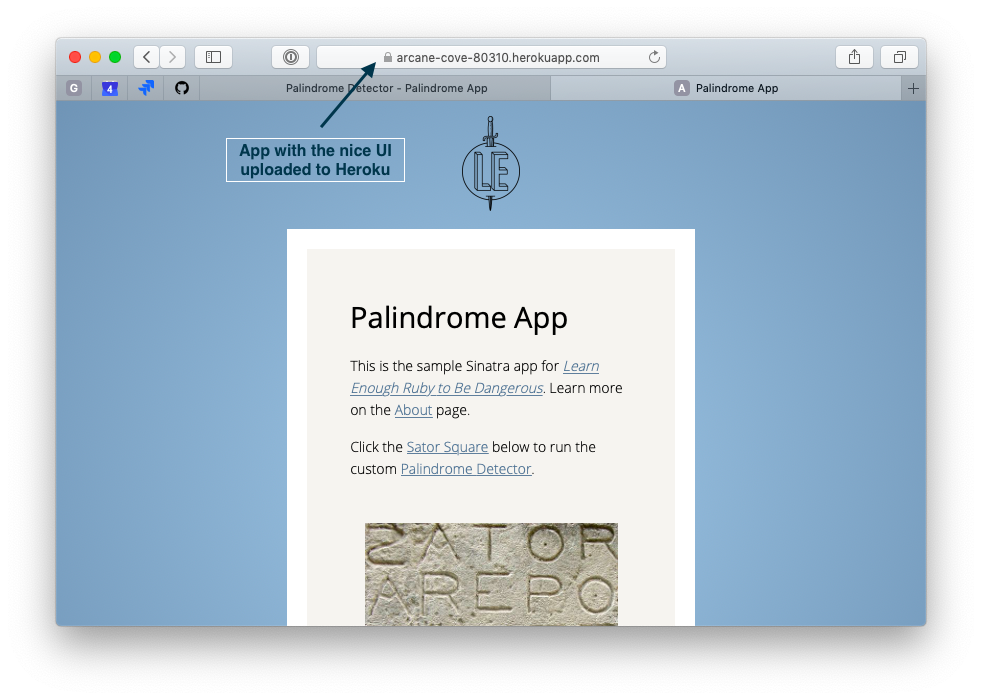 arcane-cove-80310.herokuapp.com
G
4
Palindrome Detector - Palindrome App
A Palindrome App
App with the nice UI
uploaded to Heroku
LE
Palindrome App
This is the sample Sinatra app for Learn
Enough Ruby to Be Dangerous. Learn more
on the About page.
Click the Sator Square below to run the
custom Palindrome Detector.
SATOR
AREPO